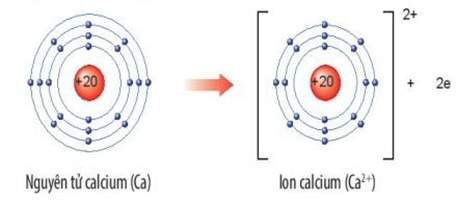 2+
+20
+20
+ 2e
Nguyên tử calcium (Ca)
Ion calcium (Ca²⁺)